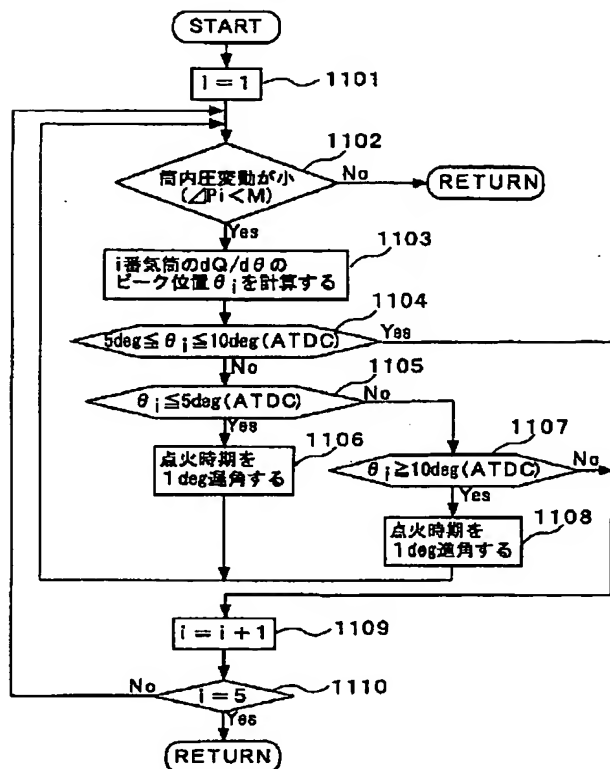 START
i = 1
1101
1102
筒内圧変動が小
(⊿Pi<M)
No
RETURN
Yes
1103
i番気筒のdQ/dθの
ピーク位置θiを計算する
1104
5deg≦θi≦10deg(ATDC)
Yes
No
1105
θi≦5deg(ATDC)
No
Yes
1106
1107
点火時期を
1deg遅角する
θi≧10deg(ATDC)
No
Yes
1108
点火時期を
1deg進角する
i = i + 1
1109
No
1110
i = 5
Yes
RETURN